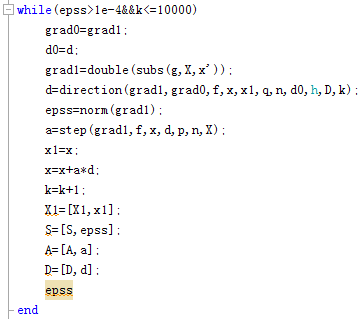 while(epss>1e-4&&k<=10000)
grad0=grad1;
d0=d;
grad1=double(subs(g,X,x'));
d=direction(grad1,grad0,f,x,x1,q,n,d0,h,D,k);
epss=norm(grad1);
a=step(grad1,f,x,d,p,n,X);
x1=x;
x=x+a*d;
k=k+1;
X1=[X1,x1];
S=[S,epss];
A=[A,a];
D=[D,d];
epss
end